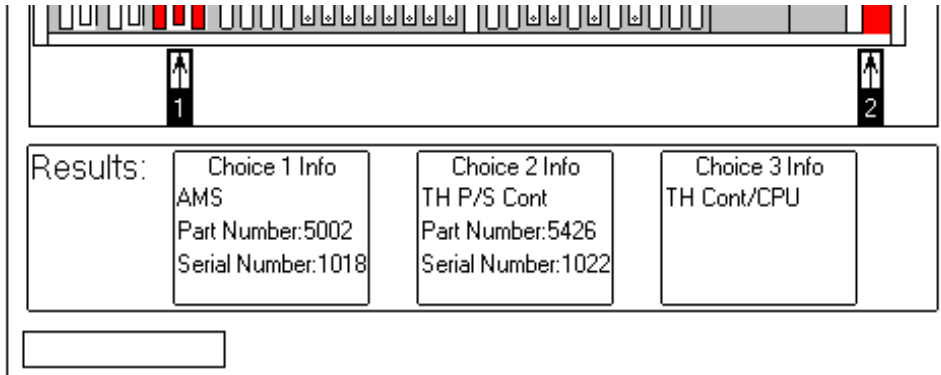 1
2
Results:
Choice 1 Info
AMS
Part Number:5002
Serial Number:1018
Choice 2 Info
TH P/S Cont
Part Number:5426
Serial Number:1022
Choice 3 Info
TH Cont/CPU